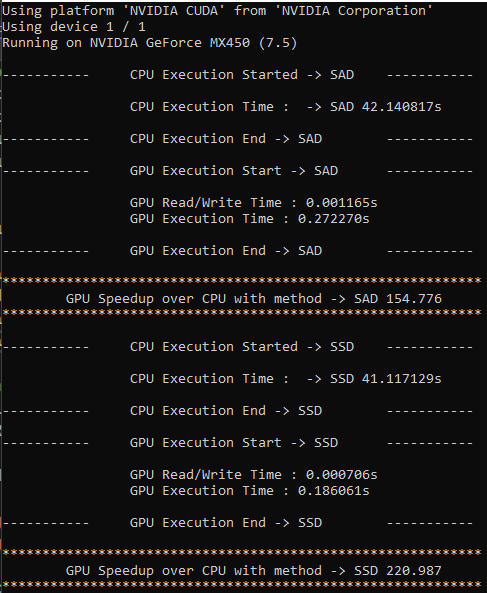 Using platform 'NVIDIA CUDA' from 'NVIDIA Corporation'
Using device 1 / 1
Running on NVIDIA GeForce MX450 (7.5)
----------- CPU Execution Started -> SAD -----------
CPU Execution Time :  -> SAD 42.140817s
----------- CPU Execution End -> SAD -----------
----------- GPU Execution Start -> SAD -----------
GPU Read/Write Time : 0.001165s
GPU Execution Time : 0.272270s
----------- GPU Execution End -> SAD -----------
************************************************************
GPU Speedup over CPU with method -> SAD 154.776
************************************************************
----------- CPU Execution Started -> SSD -----------
CPU Execution Time :  -> SSD 41.117129s
----------- CPU Execution End -> SSD -----------
----------- GPU Execution Start -> SSD -----------
GPU Read/Write Time : 0.000706s
GPU Execution Time : 0.186061s
----------- GPU Execution End -> SSD -----------
************************************************************
GPU Speedup over CPU with method -> SSD 220.987
************************************************************